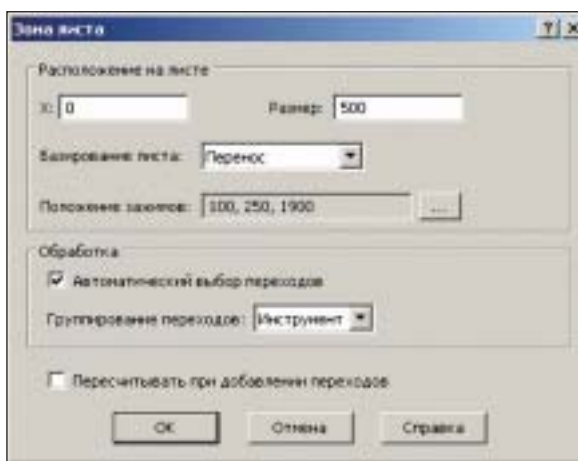 Зона листа
Расположение на листе
X: 0 Размер: 500
Базирование листа: Перенос
Положение зажимов: 100, 250, 1900 ...
Обработка
Автоматический выбор переходов
Группирование переходов: Инструмент
Пересчитывать при добавлении переходов
ОК Отмена Справка